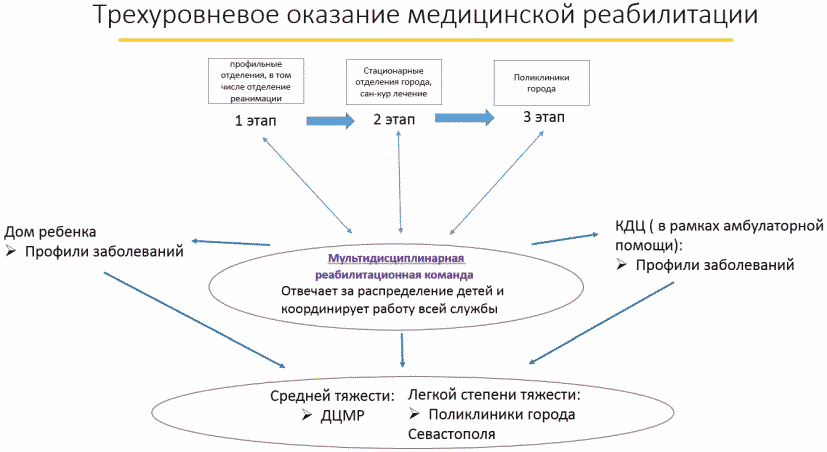 Трехуровневое оказание медицинской реабилитации
профильные
отделения, в том
числе отделение
реанимации
Стационарные
отделения города,
сан-кур лечение
Поликлиники
города
1 этап
2 этап
3 этап
Дом ребенка
Профили заболеваний
КДЦ ( в рамках амбулаторной
помощи):
Профили заболеваний
Мультидисциплинарная
реабилитационная команда
Отвечает за распределение детей и
координирует работу всей службы
Средней тяжести:
ДЦМР
Легкой степени тяжести:
Поликлиники города
Севастополя